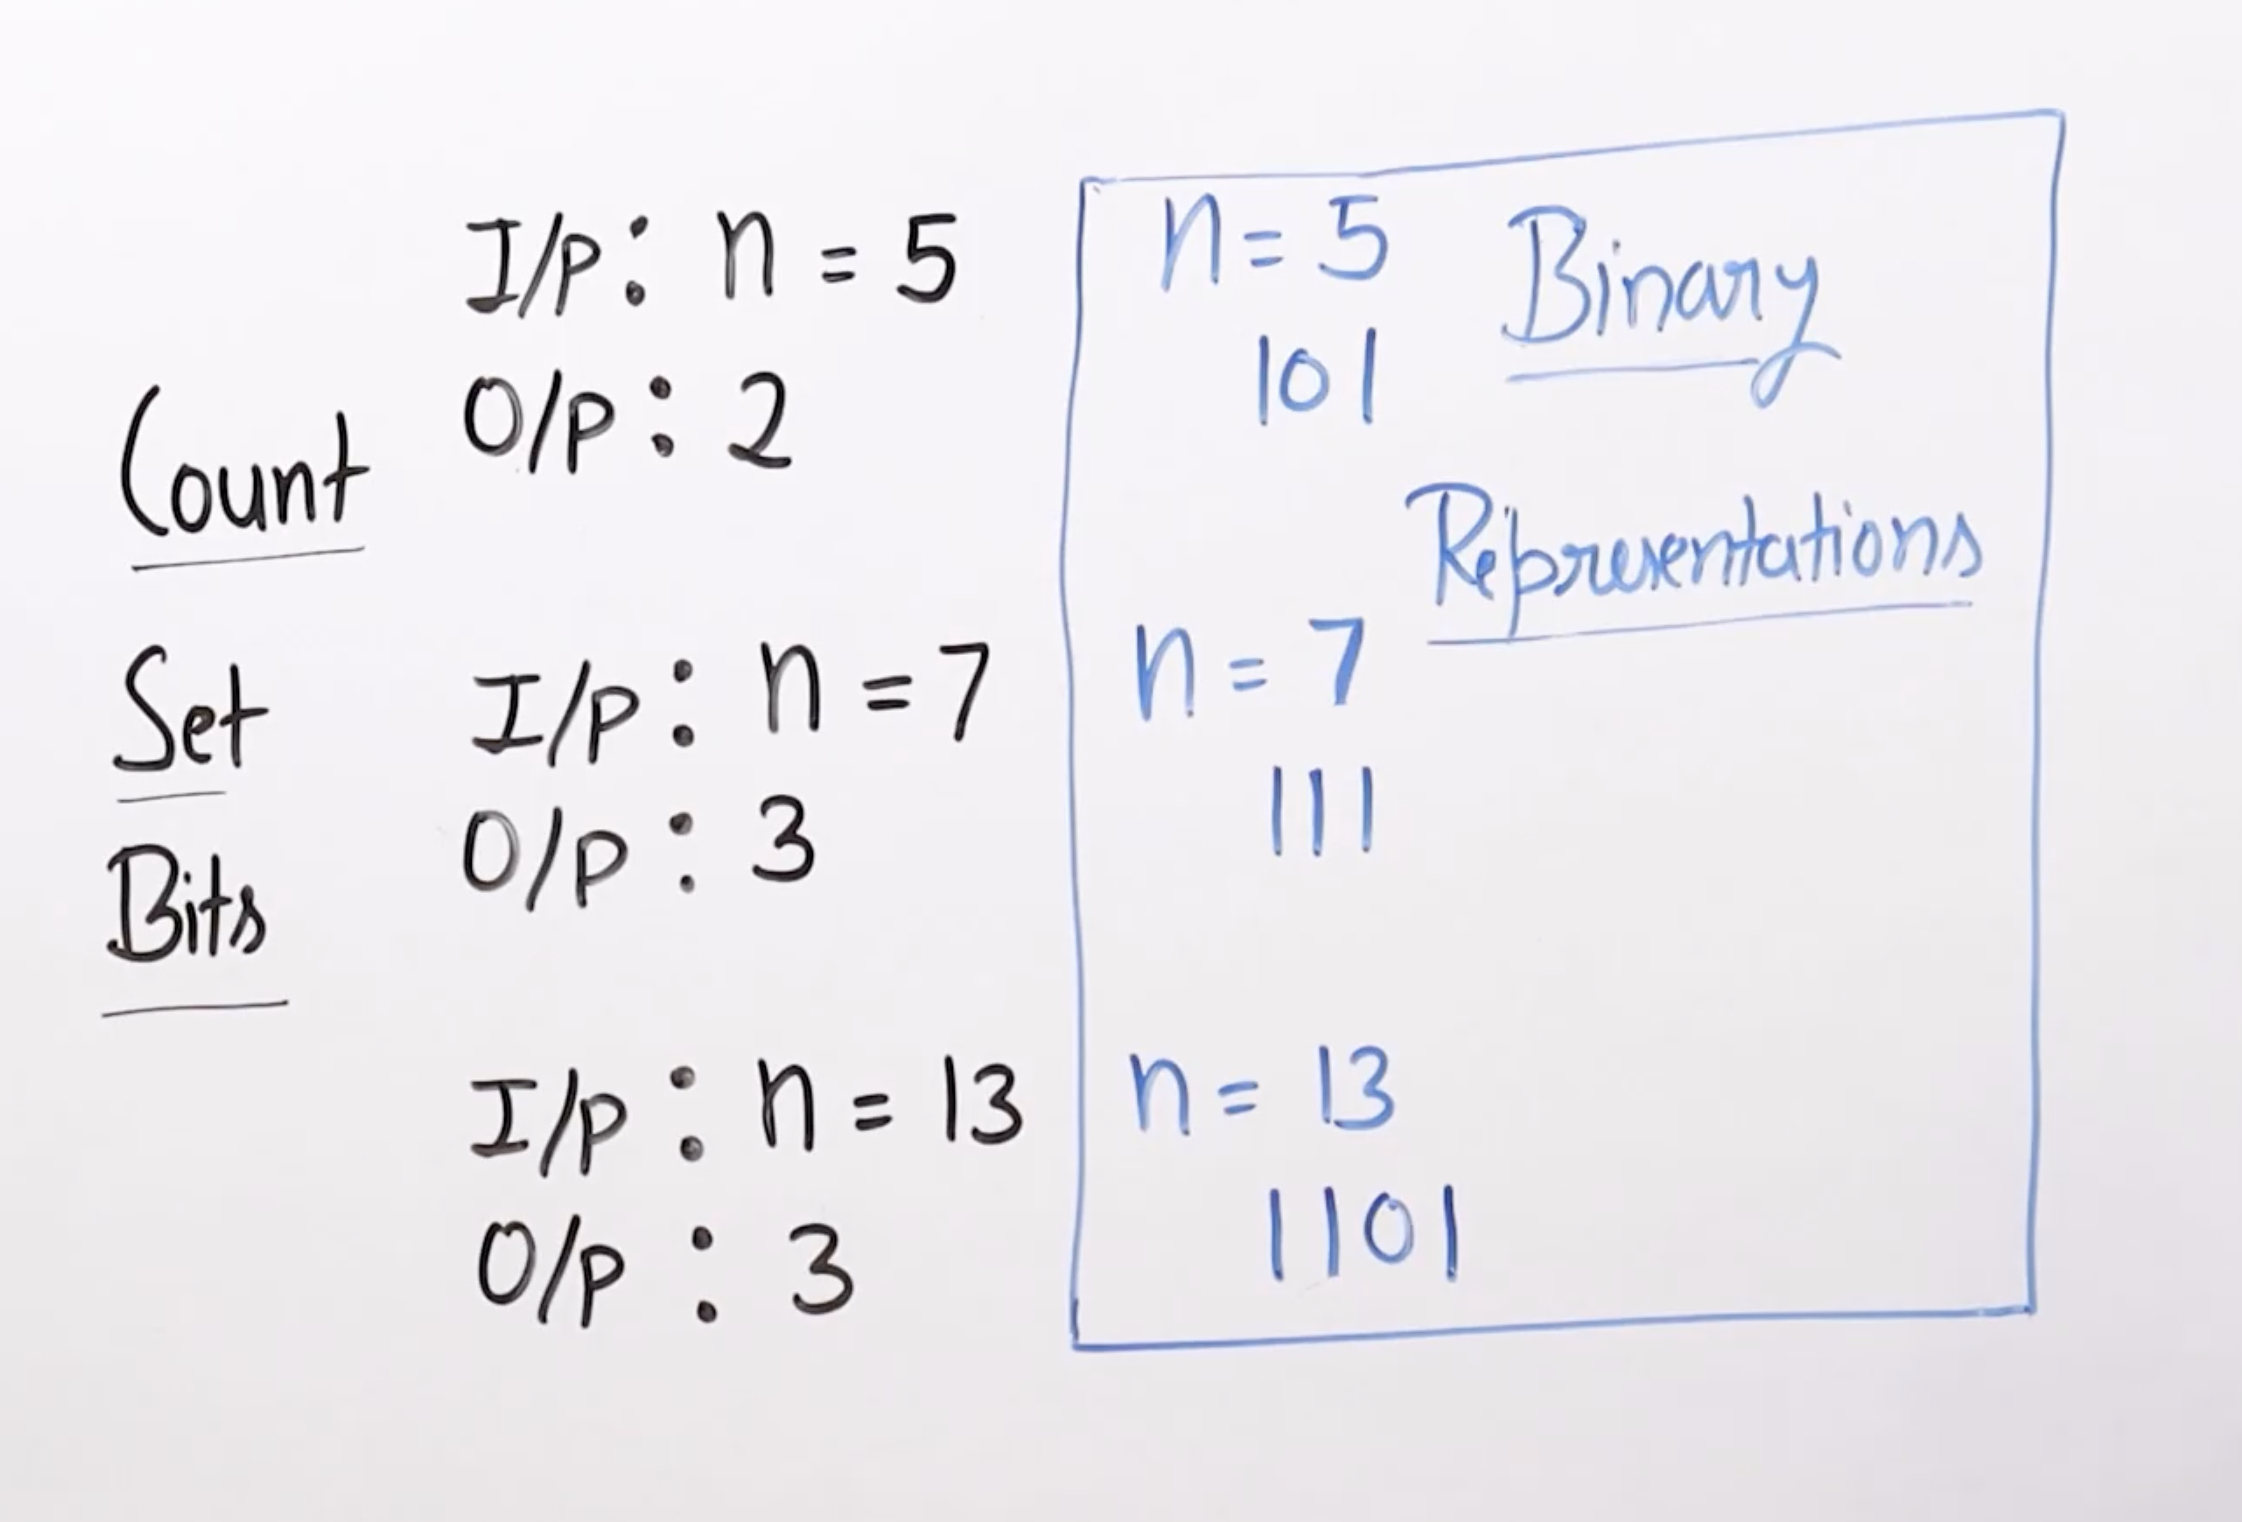 Count
Set
Bits
I/p: n = 5
O/p: 2
I/p: n = 7
O/p: 3
I/p: n = 13
O/p: 3
n = 5
101
Binary
Representations
n = 7
111
n = 13
1101